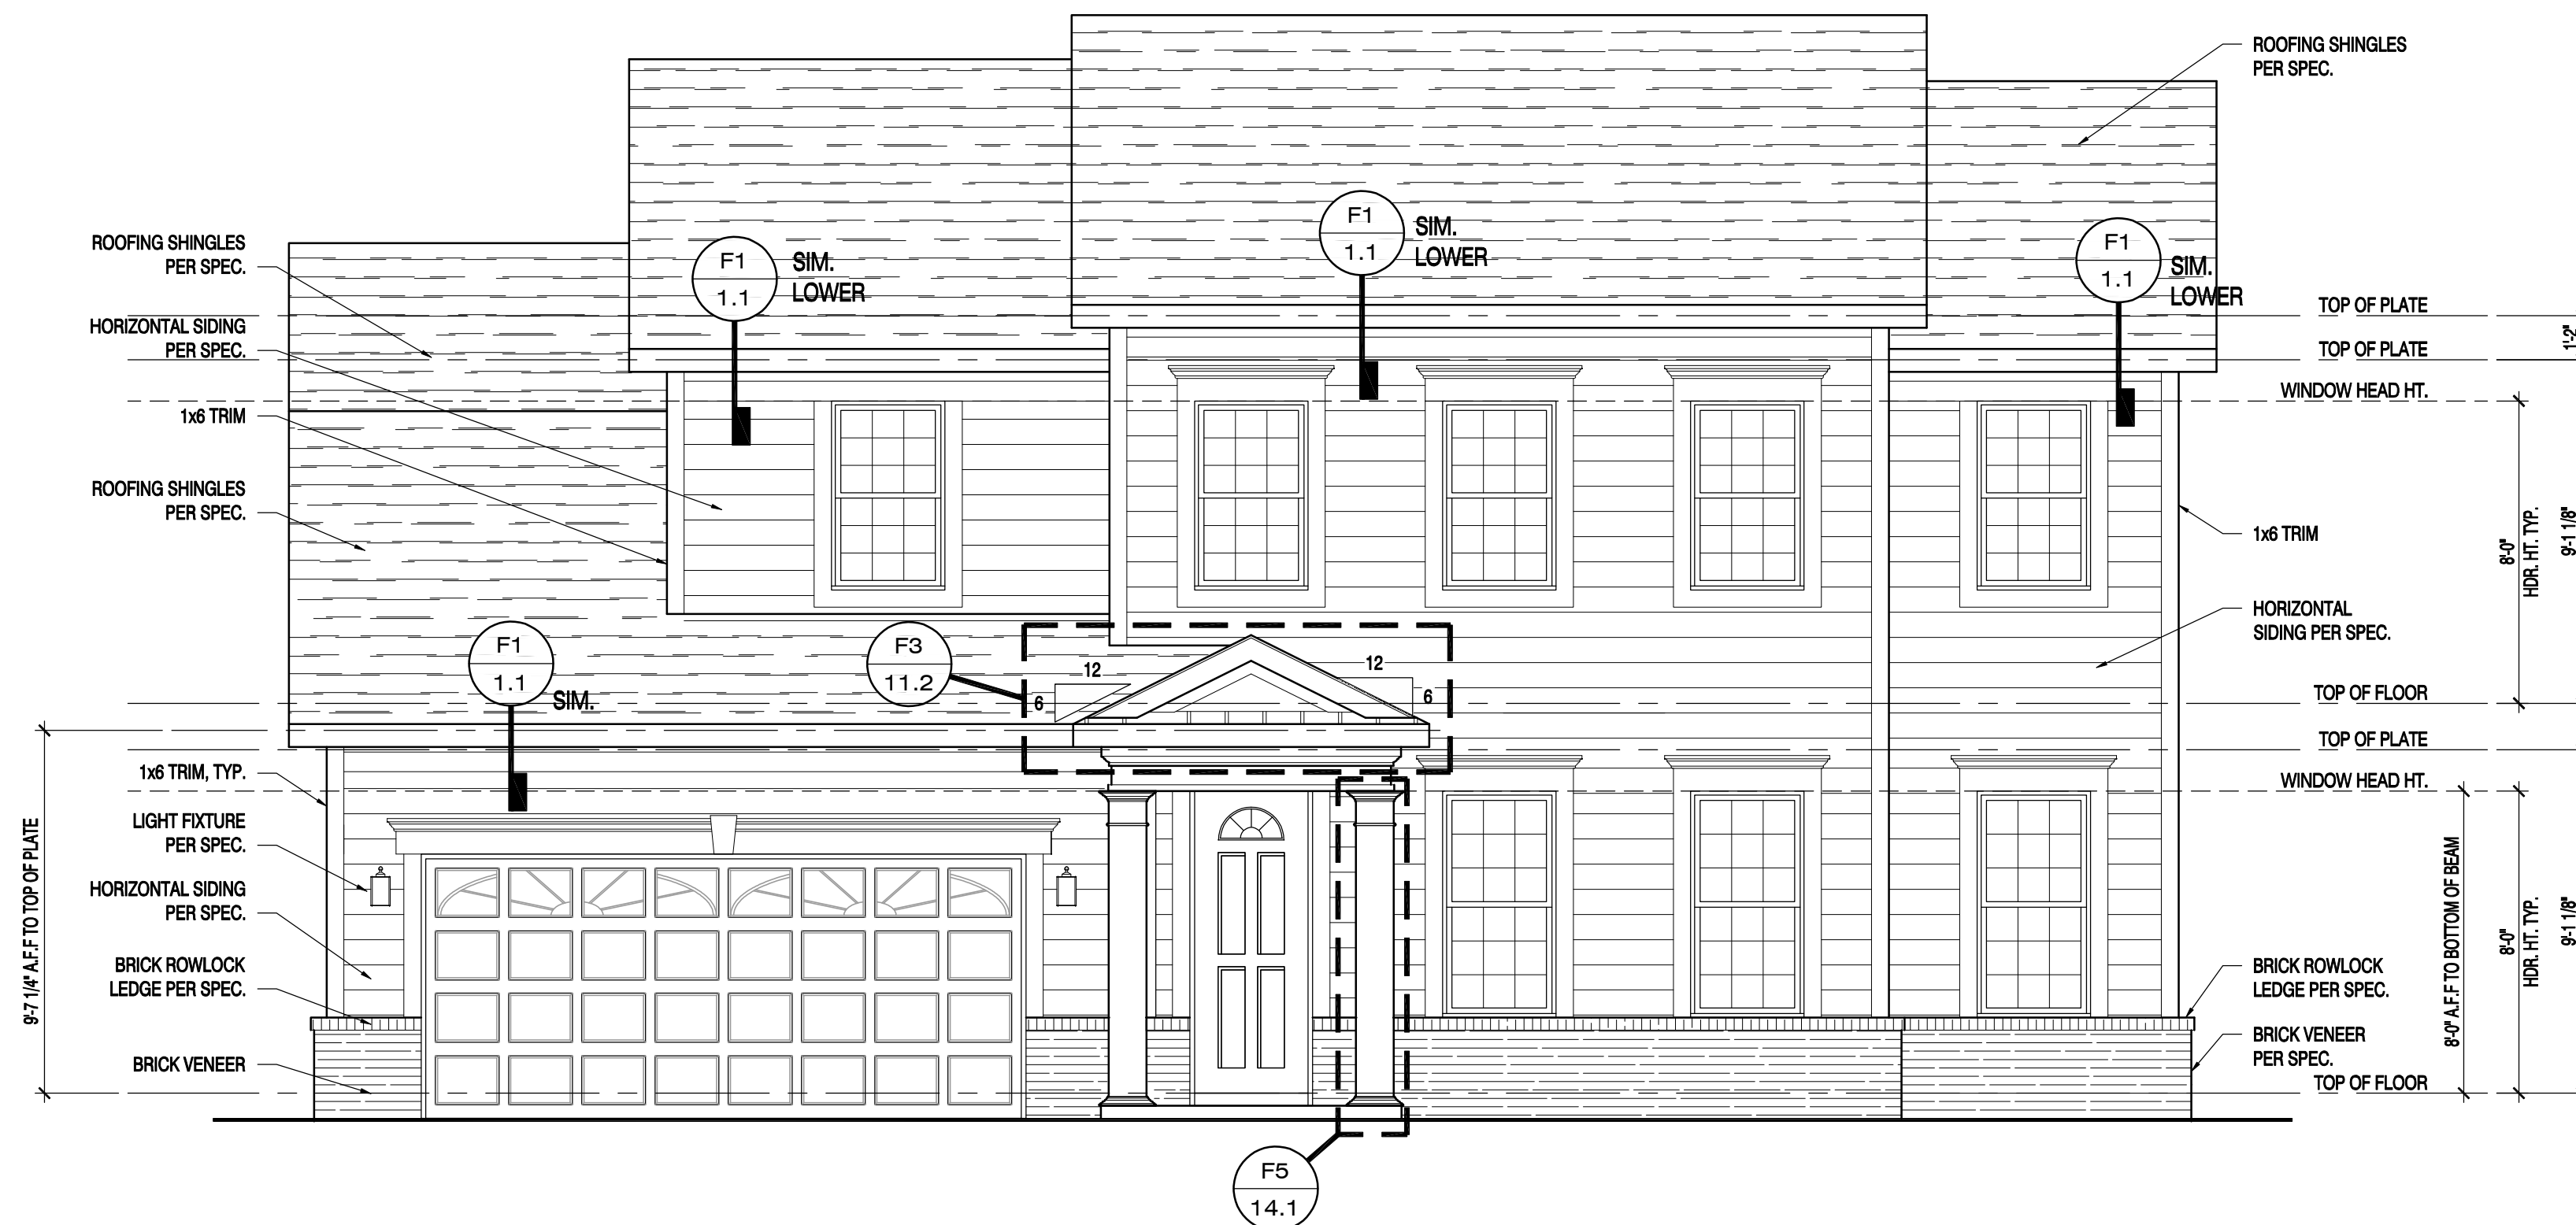 ROOFING SHINGLES
PER SPEC.
HORIZONTAL SIDING
PER SPEC.
1x6 TRIM
ROOFING SHINGLES
PER SPEC.
1x6 TRIM, TYP.
LIGHT FIXTURE
PER SPEC.
HORIZONTAL SIDING
PER SPEC.
BRICK ROWLOCK
LEDGE PER SPEC.
BRICK VENEER
9'-7 1/4" A.F.F TO TOP OF PLATE
F1
1.1
SIM.
LOWER
F1
1.1
SIM.
LOWER
F1
1.1
SIM.
LOWER
F1
1.1
SIM.
F3
11.2
12
6
12
6
F5
14.1
ROOFING SHINGLES
PER SPEC.
TOP OF PLATE
TOP OF PLATE
WINDOW HEAD HT.
1x6 TRIM
HORIZONTAL
SIDING PER SPEC.
TOP OF FLOOR
TOP OF PLATE
WINDOW HEAD HT.
BRICK ROWLOCK
LEDGE PER SPEC.
BRICK VENEER
PER SPEC.
TOP OF FLOOR
1'-2"
8'-0"
HDR. HT. TYP.
9'-1 1/8"
8'-0" A.F.F TO BOTTOM OF BEAM
8'-0"
HDR. HT. TYP.
9'-1 1/8"